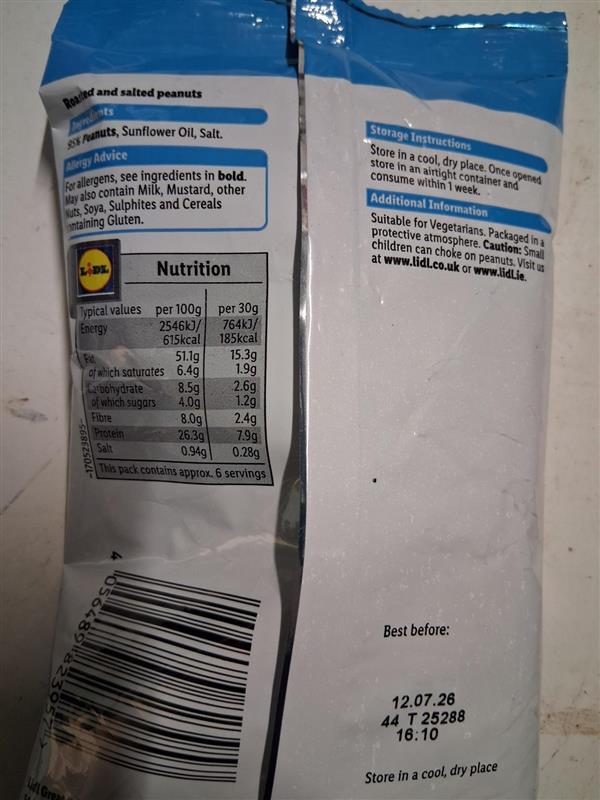 Roasted and salted peanuts
Ingredients
95% Peanuts, Sunflower Oil, Salt.
Allergy Advice
For allergens, see ingredients in bold.
May also contain Milk, Mustard, other
Nuts, Soya, Sulphites and Cereals
containing Gluten.
LIDL
Nutrition
Typical values per 100g per 30g
Energy 2546kJ/ 764kJ/
615kcal 185kcal
Fat 51.1g 15.3g
of which saturates 6.4g 1.9g
Carbohydrate 8.5g 2.6g
of which sugars 4.0g 1.2g
Fibre 8.0g 2.4g
Protein 26.3g 7.9g
Salt 0.94g 0.28g
This pack contains approx. 6 servings
-170523895-
Lidl
Storage Instructions
Store in a cool, dry place. Once opened
store in an airtight container and
consume within 1 week.
Additional Information
Suitable for Vegetarians. Packaged in a
protective atmosphere. Caution: Small
children can choke on peanuts. Visit us
at www.lidl.co.uk or www.lidl.ie.
Best before:
12.07.26
44 T 25288
16:10
Store in a cool, dry place